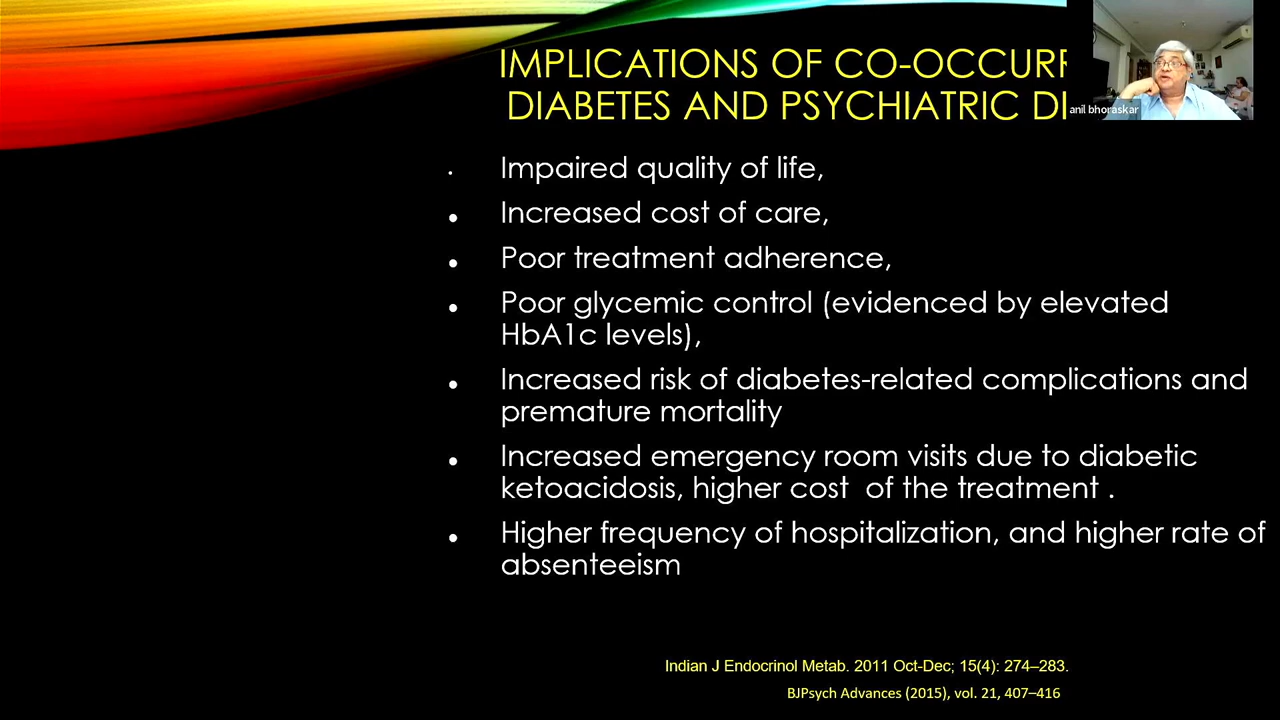 IMPLICATIONS OF CO-OCCURR
DIABETES AND PSYCHIATRIC DI
anil bhoraskar
• Impaired quality of life,
• Increased cost of care,
• Poor treatment adherence,
• Poor glycemic control (evidenced by elevated
HbA1c levels),
• Increased risk of diabetes-related complications and
premature mortality
• Increased emergency room visits due to diabetic
ketoacidosis, higher cost  of the treatment .
• Higher frequency of hospitalization, and higher rate of
absenteeism
Indian J Endocrinol Metab. 2011 Oct-Dec; 15(4): 274–283.
BJPsych Advances (2015), vol. 21, 407–416